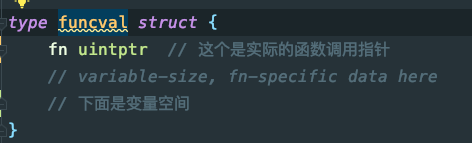 type funcval struct {
fn uintptr // 这个是实际的函数调用指针
// variable-size, fn-specific data here
// 下面是变量空间
}